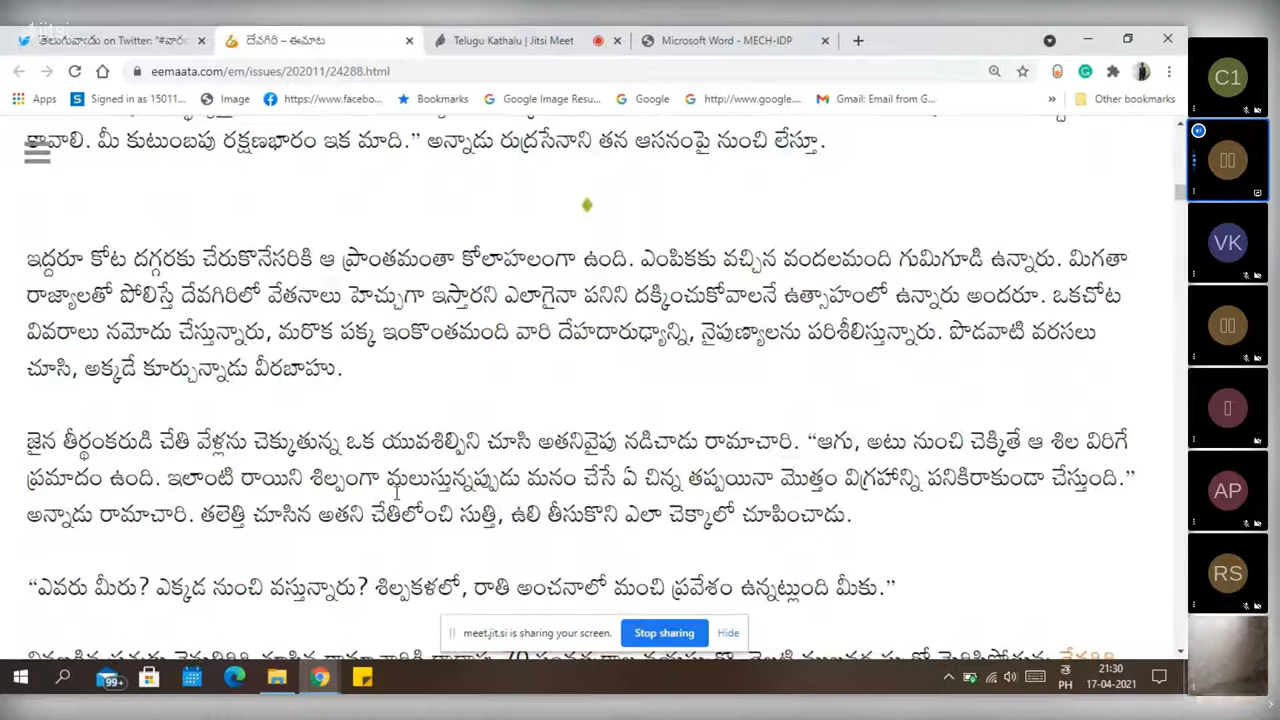 jitsi
తెలుగువాడు on Twitter: "#వార
దేవగిరి – ఈమాట
Telugu Kathalu | Jitsi Meet
Microsoft Word - MECH-IDP
eemaata.com/em/issues/202011/24288.html
Apps
Signed in as 15011...
Image
https://www.facebo...
Bookmarks
Google Image Resu...
Google
http://www.google....
Gmail: Email from G...
Other bookmarks
కావాలి. మీ కుటుంబపు రక్షణభారం ఇక మాది.” అన్నాడు రుద్రసేనాని తన ఆసనంపై నుంచి లేస్తూ.
ఇద్దరూ కోట దగ్గరకు చేరుకొనేసరికి ఆ ప్రాంతమంతా కోలాహలంగా ఉంది. ఎంపికకు వచ్చిన వందలమంది గుమిగూడి ఉన్నారు. మిగతా
రాజ్యాలతో పోలిస్తే దేవగిరిలో వేతనాలు హెచ్చుగా ఇస్తారని ఎలాగైనా పనిని దక్కించుకోవాలనే ఉత్సాహంలో ఉన్నారు అందరూ. ఒకచోట
వివరాలు నమోదు చేస్తున్నారు, మరొక పక్క ఇంకొంతమంది వారి దేహదారుఢ్యాన్ని, నైపుణ్యాలను పరిశీలిస్తున్నారు. పొడవాటి వరసలు
చూసి, అక్కడే కూర్చున్నాడు వీరబాహు.
జైన తీర్థంకరుడి చేతి వేళ్లను చెక్కుతున్న ఒక యువశిల్పిని చూసి అతనివైపు నడిచాడు రామాచారి. “ఆగు, అటు నుంచి చెక్కితే ఆ శిల విరిగే
ప్రమాదం ఉంది. ఇలాంటి రాయిని శిల్పంగా మలుస్తున్నప్పుడు మనం చేసే ఏ చిన్న తప్పయినా మొత్తం విగ్రహాన్ని పనికిరాకుండా చేస్తుంది.”
అన్నాడు రామాచారి. తలెత్తి చూసిన అతని చేతిలోంచి సుత్తి, ఉలి తీసుకొని ఎలా చెక్కాలో చూపించాడు.
“ఎవరు మీరు? ఎక్కడ నుంచి వస్తున్నారు? శిల్పకళలో, రాతి అంచనాలో మంచి ప్రవేశం ఉన్నట్లుంది మీకు.”
meet.jit.si is sharing your screen.
Stop sharing
Hide
C1
VK
AP
RS
99+
తె
PH
21:30
17-04-2021